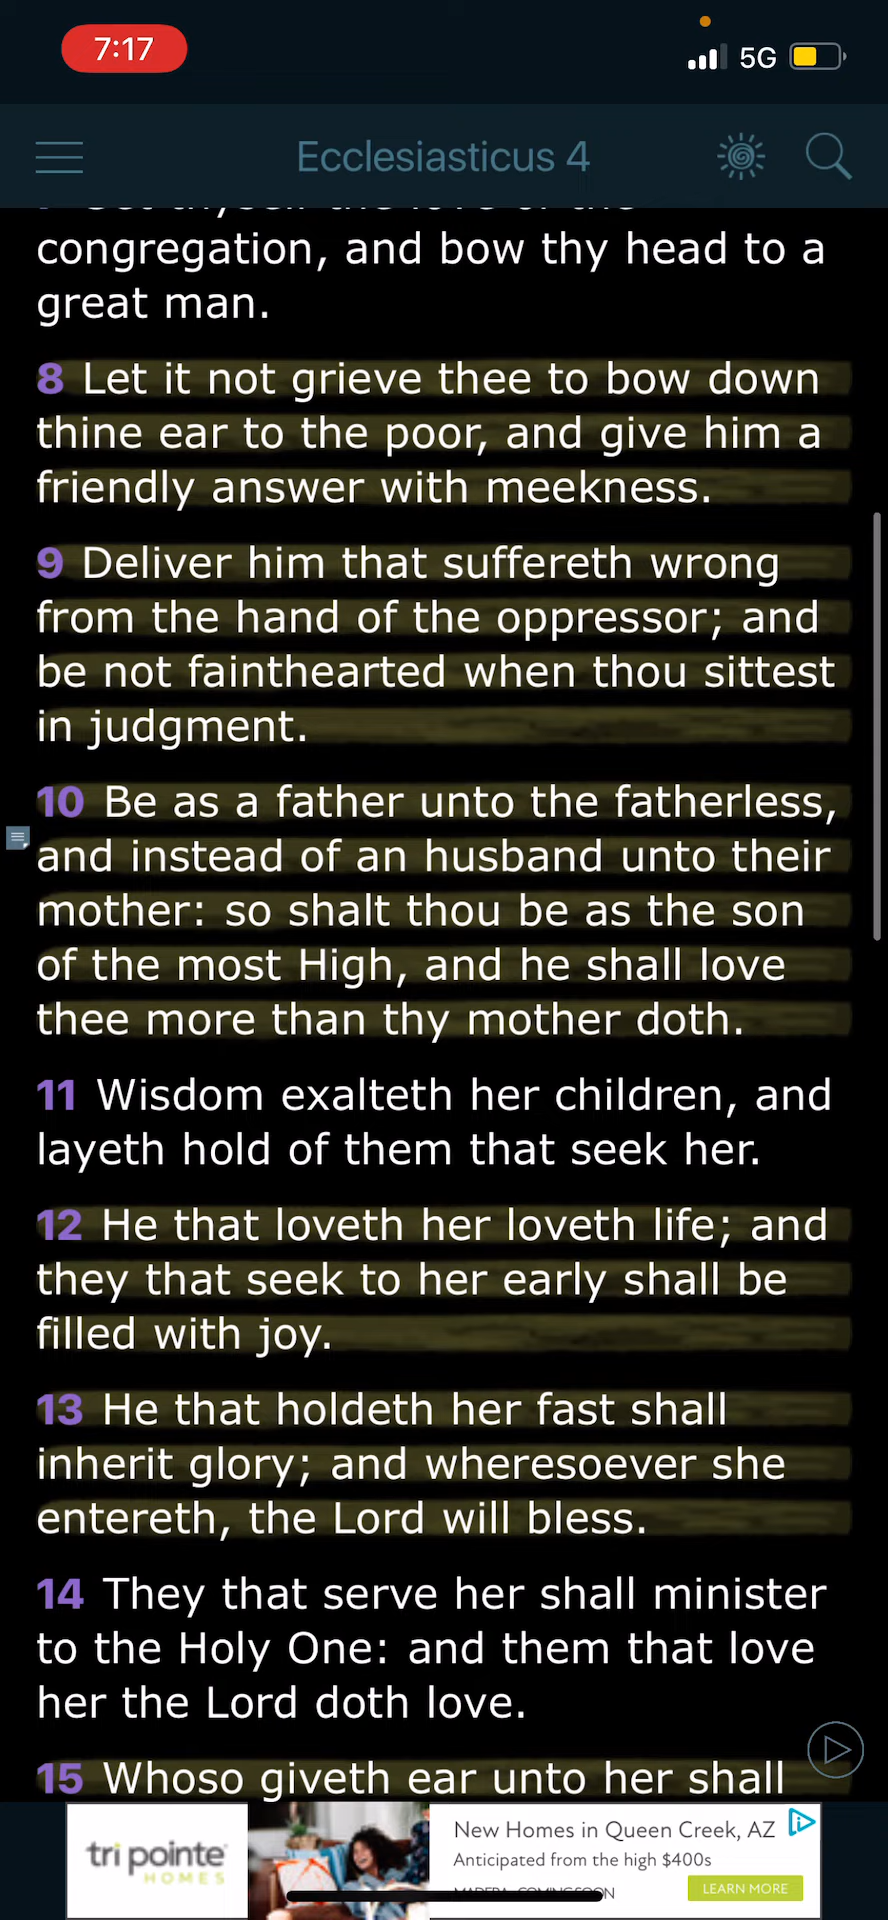 7:17
5G
Ecclesiasticus 4
congregation, and bow thy head to a
great man.
8 Let it not grieve thee to bow down
thine ear to the poor, and give him a
friendly answer with meekness.
9 Deliver him that suffereth wrong
from the hand of the oppressor; and
be not fainthearted when thou sittest
in judgment.
10 Be as a father unto the fatherless,
and instead of an husband unto their
mother: so shalt thou be as the son
of the most High, and he shall love
thee more than thy mother doth.
11 Wisdom exalteth her children, and
layeth hold of them that seek her.
12 He that loveth her loveth life; and
they that seek to her early shall be
filled with joy.
13 He that holdeth her fast shall
inherit glory; and wheresoever she
entereth, the Lord will bless.
14 They that serve her shall minister
to the Holy One: and them that love
her the Lord doth love.
15 Whoso giveth ear unto her shall
tri pointe
HOMES
New Homes in Queen Creek, AZ
Anticipated from the high $400s
LEARN MORE